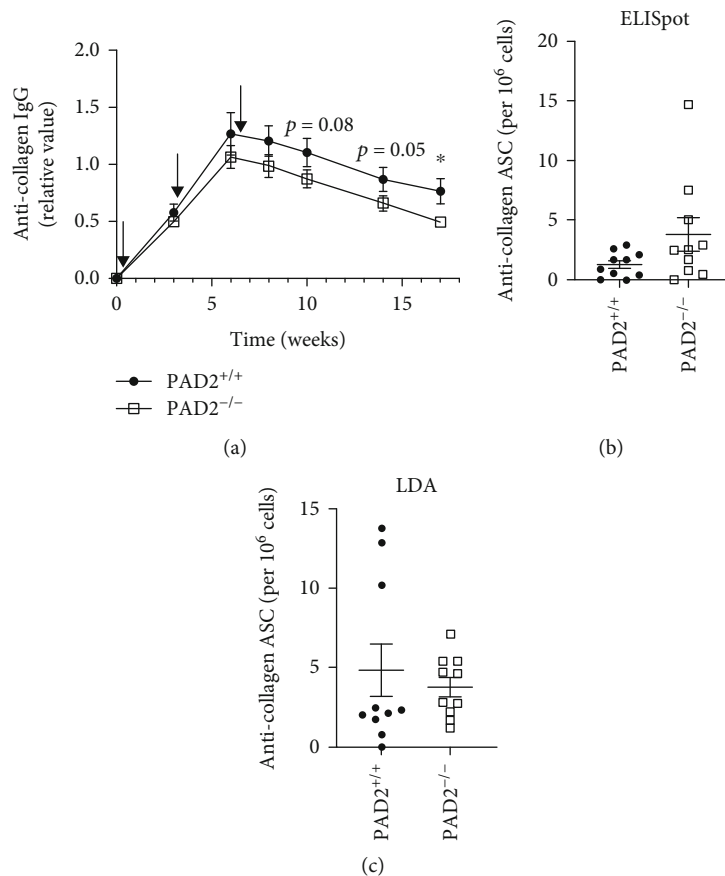 2.0
1.5
1.0
0.5
0.0
0
5
10
15
Anti-collagen IgG
(relative value)
p = 0.08
p = 0.05
*
Time (weeks)
PAD2+/+
PAD2−/−
(a)
ELISpot
20
15
10
5
0
Anti-collagen ASC (per 10⁶ cells)
PAD2+/+
PAD2−/−
(b)
LDA
15
10
5
0
Anti-collagen ASC (per 10⁶ cells)
PAD2+/+
PAD2−/−
(c)